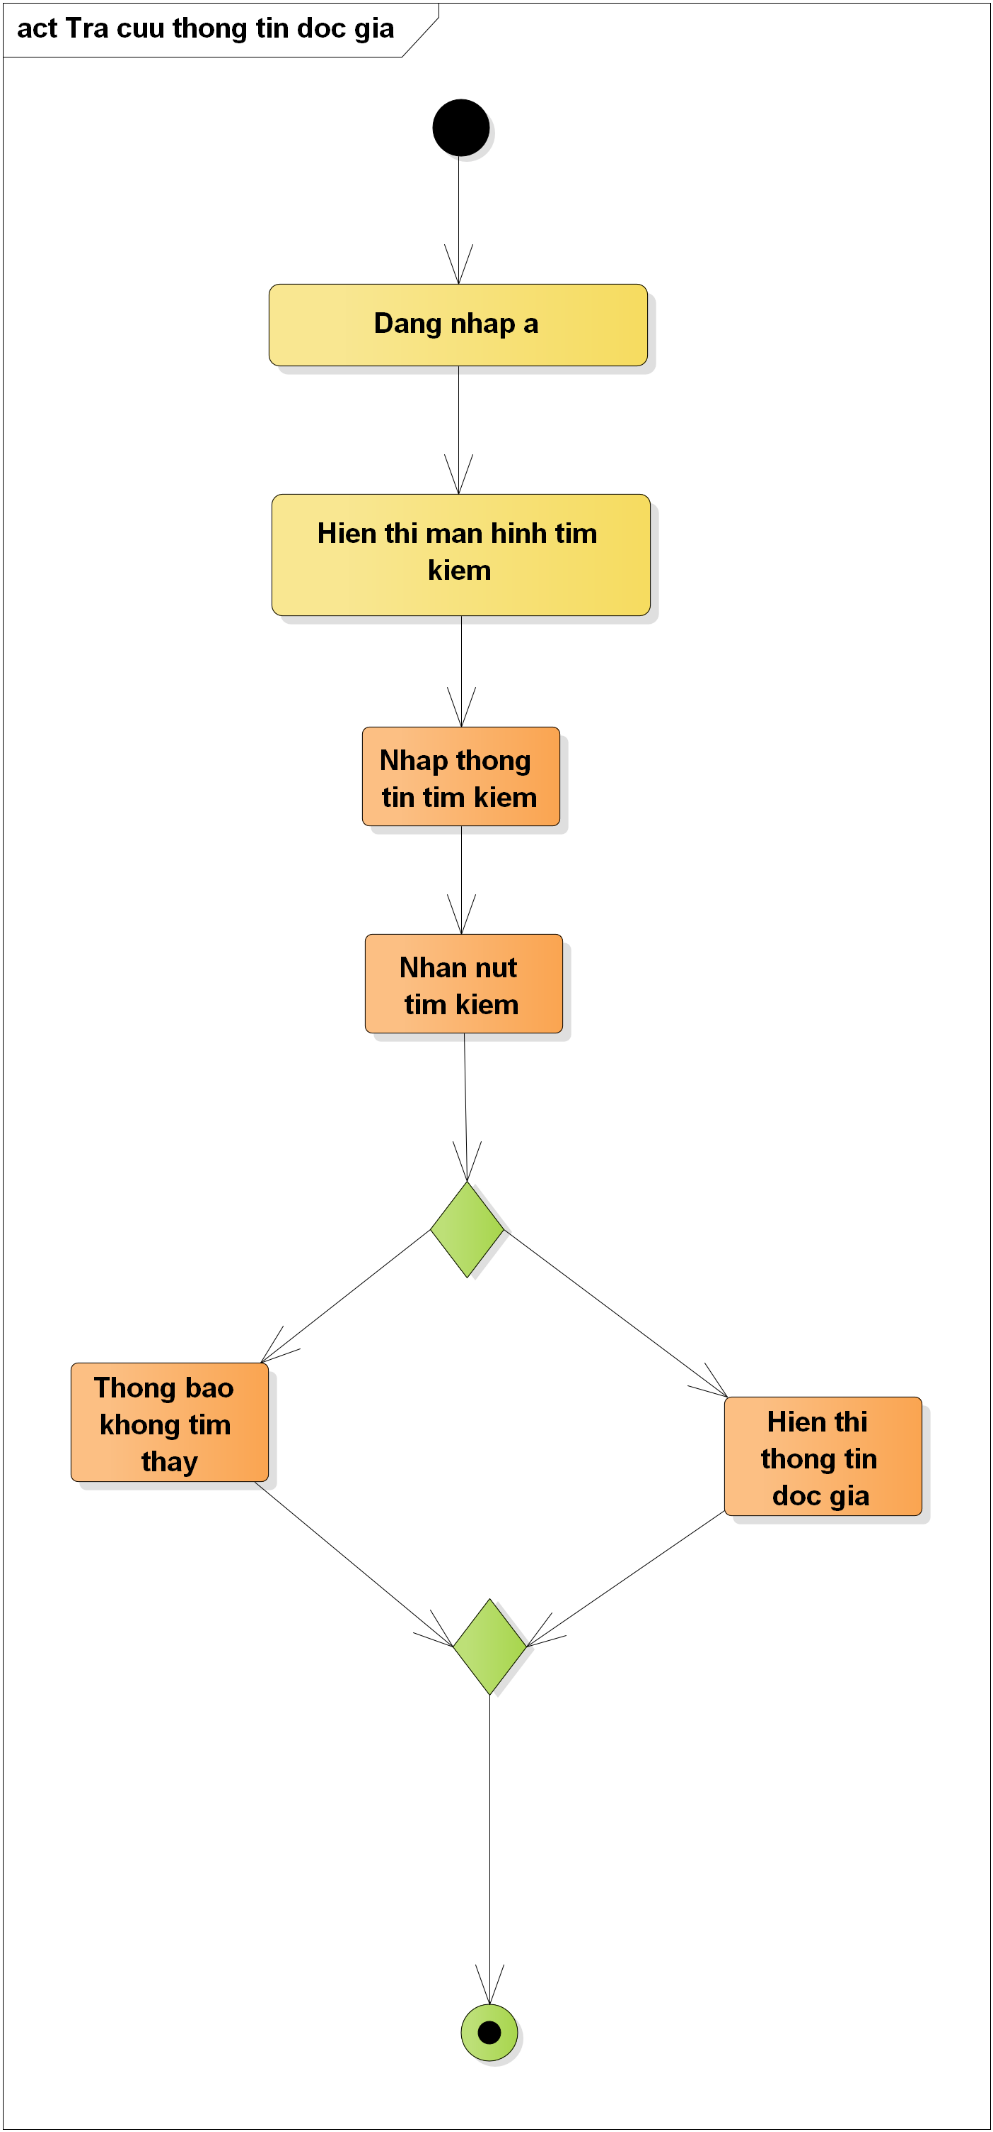 act Tra cuu thong tin doc gia
Dang nhap a
Hien thi man hinh tim
kiem
Nhap thong
tin tim kiem
Nhan nut
tim kiem
Thong bao
khong tim
thay
Hien thi
thong tin
doc gia